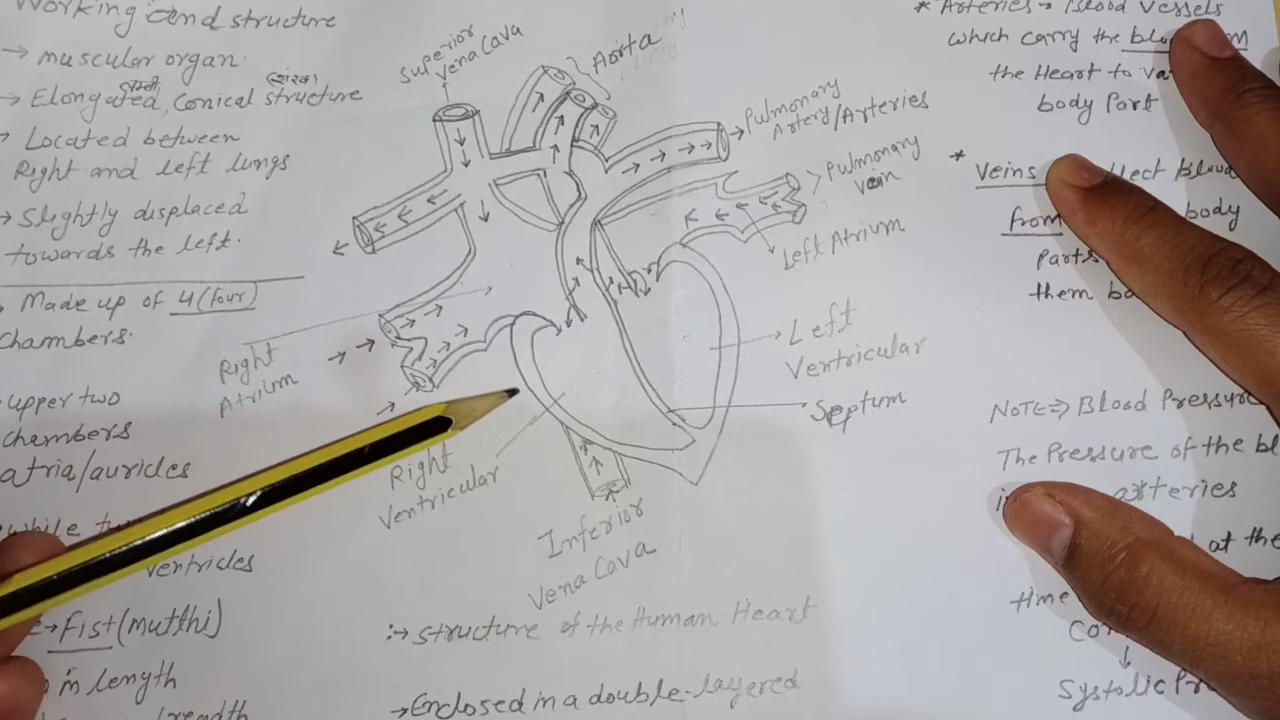 Working and structure
→ muscular organ.
लम्बी (शंख)
→ Elongated, Conical structure
→ Located between
Right and left lungs
→ Slightly displaced
towards the left.
Made up of 4 (four)
chambers.
upper two
chambers
atria/auricles
while
ventricles
→ Fist (mutthi)
in length
breadth
Superior
Vena Cava
Aorta
→ Pulmonary
Artery/Arteries
Pulmonary
vein
Left Atrium
Left
Ventricular
Septum
Right
Atrium
Right
Ventricular
Inferior
Vena Cava
:→ Structure of the Human Heart
→ Enclosed in a double-layered
* Arteries → Blood Vessels
which carry the
the Heart to
body Part
* Veins Blood
from body
Parts
them
NOTE ⇒ Blood Pressure
The Pressure of the
arteries
at the
time
↓
Systolic